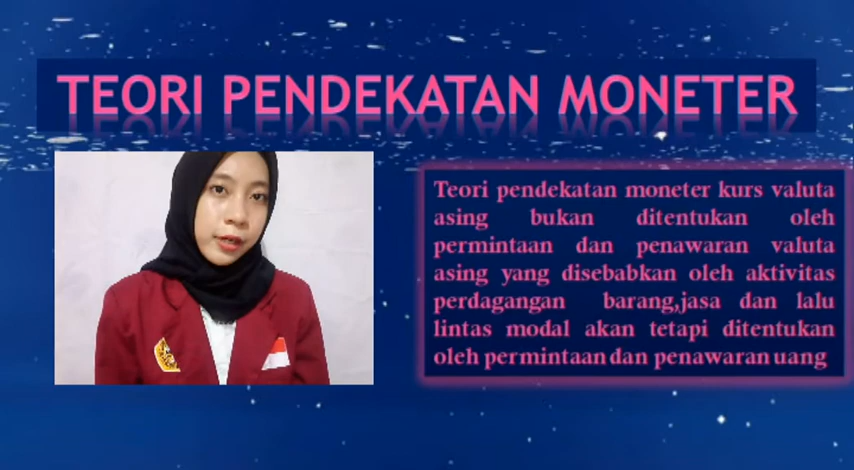 TEORI PENDEKATAN MONETER
Teori pendekatan moneter kurs valuta
asing bukan ditentukan oleh
permintaan dan penawaran valuta
asing yang disebabkan oleh aktivitas
perdagangan barang,jasa dan lalu
lintas modal akan tetapi ditentukan
oleh permintaan dan penawaran uang